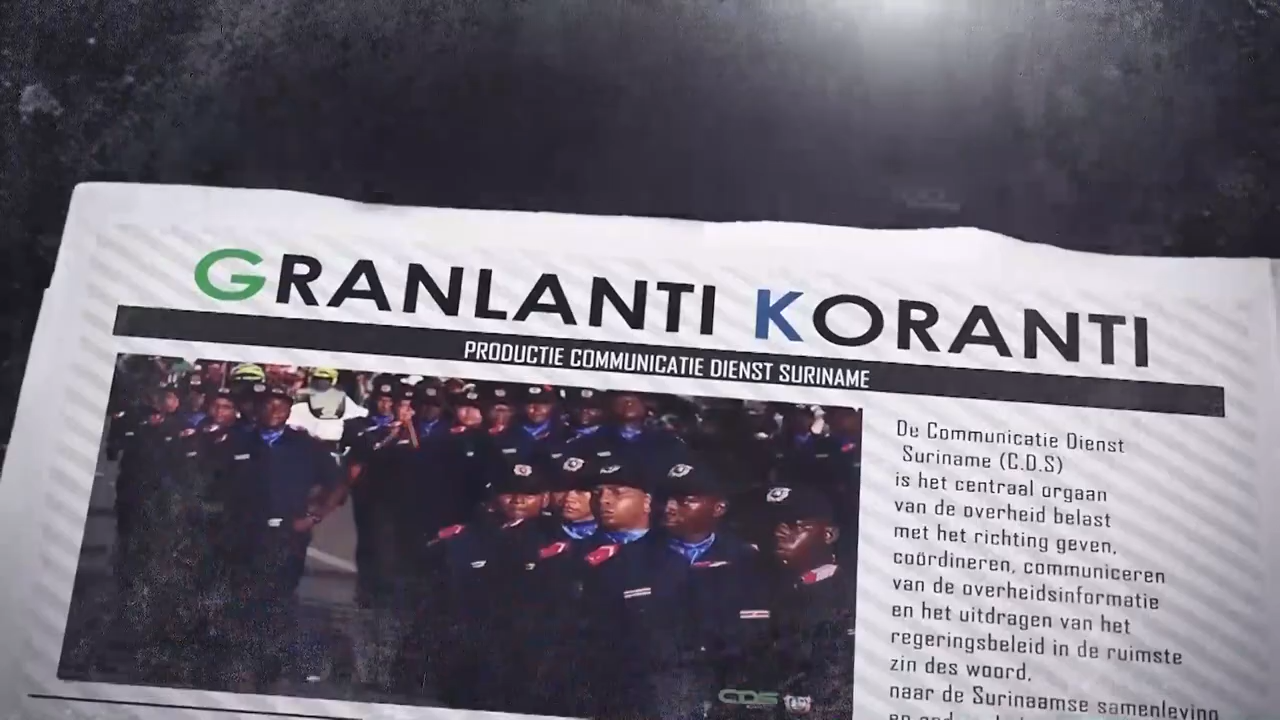 GRANLANTI KORANTI
PRODUCTIE COMMUNICATIE DIENST SURINAME
De Communicatie Dienst
Suriname (C.D.S)
is het centraal orgaan
van de overheid belast
met het richting geven,
coördineren, communiceren
van de overheidsinformatie
en het uitdragen van het
regeringsbeleid in de ruimste
zin des woord,
naar de Surinaamse samenleving
CDS